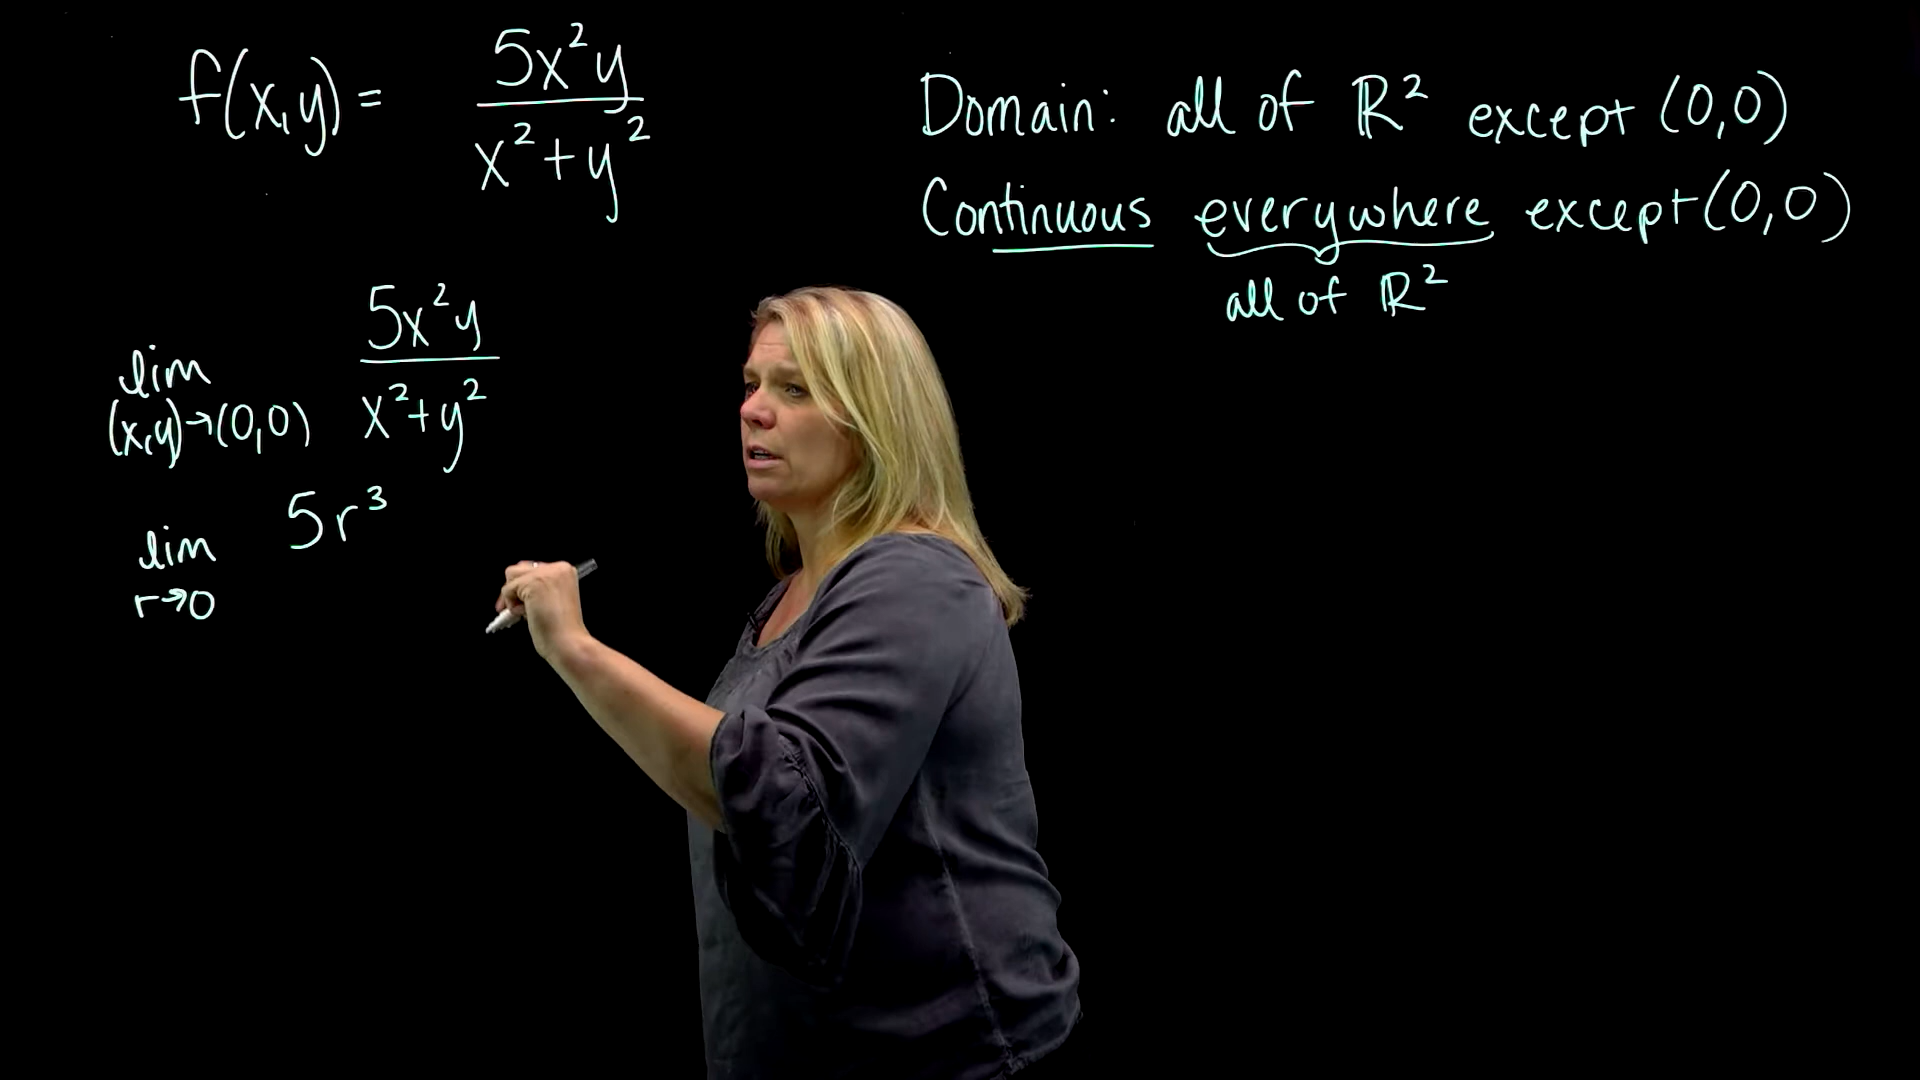 f(x,y) = 5x²y / x²+y²
Domain: all of ℝ² except (0,0)
Continuous everywhere except (0,0)
all of ℝ²
lim (x,y)→(0,0) 5x²y / x²+y²
lim r→0 5r³